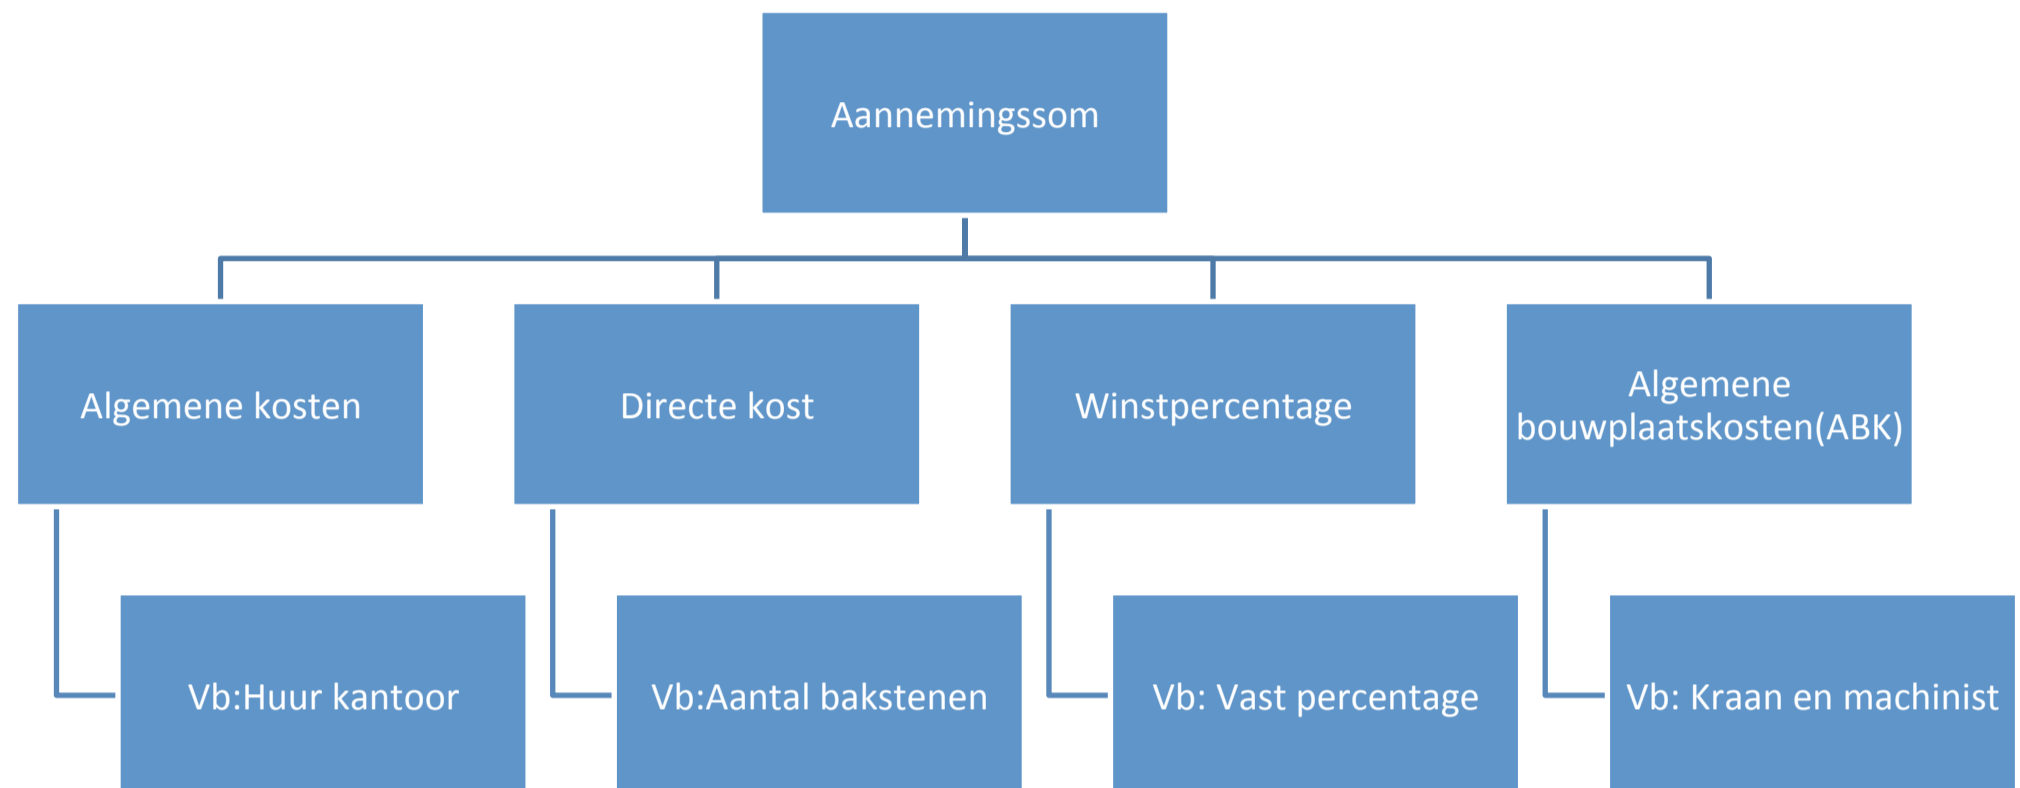 Aannemingssom
Algemene kosten
Directe kost
Winstpercentage
Algemene
bouwplaatskosten(ABK)
Vb:Huur kantoor
Vb:Aantal bakstenen
Vb: Vast percentage
Vb: Kraan en machinist